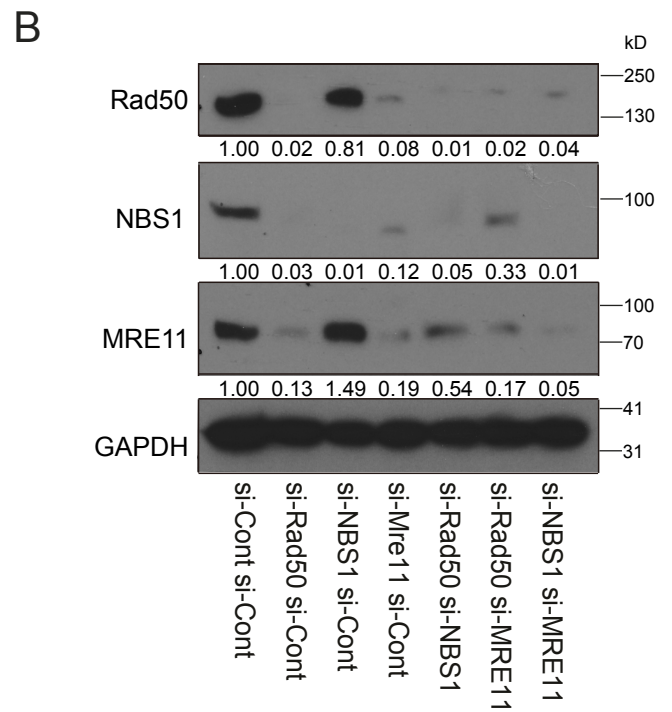 B
kD
Rad50
250
130
1.00 0.02 0.81 0.08 0.01 0.02 0.04
NBS1
100
1.00 0.03 0.01 0.12 0.05 0.33 0.01
MRE11
100
70
1.00 0.13 1.49 0.19 0.54 0.17 0.05
GAPDH
41
31
si-Cont si-Cont
si-Rad50 si-Cont
si-NBS1 si-Cont
si-Mre11 si-Cont
si-Rad50 si-NBS1
si-Rad50 si-MRE11
si-NBS1 si-MRE11